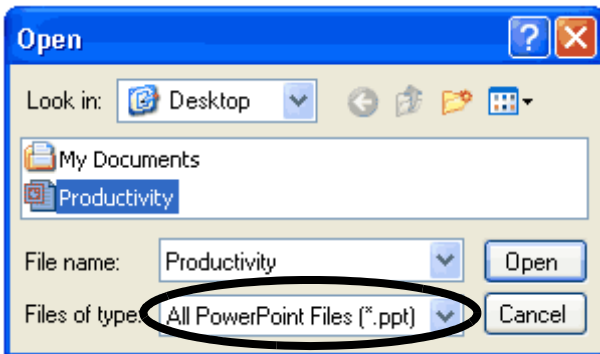 Open
Look in: Desktop
My Documents
Productivity
File name: Productivity Open
Files of type: All PowerPoint Files (*.ppt) Cancel